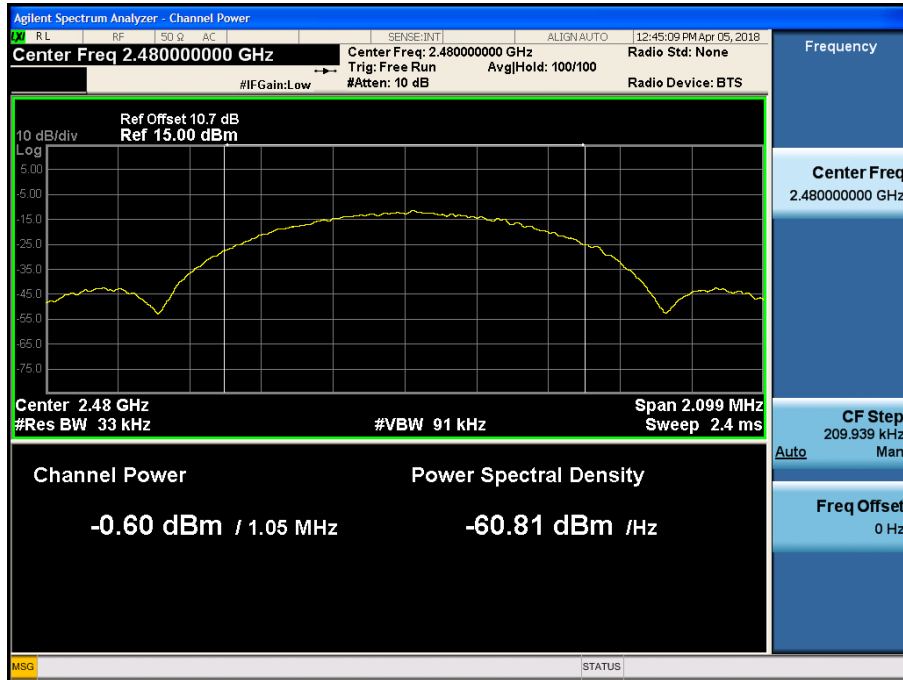 Agilent Spectrum Analyzer - Channel Power
LXI RL RF 50 Ω AC SENSE:INT ALIGN AUTO 12:45:09 PM Apr 05, 2018
Center Freq 2.480000000 GHz
Center Freq: 2.480000000 GHz
Radio Std: None
Trig: Free Run Avg|Hold: 100/100
#IFGain:Low
#Atten: 10 dB
Radio Device: BTS
Ref Offset 10.7 dB
10 dB/div Ref 15.00 dBm
Log
5.00
-5.00
-15.0
-25.0
-35.0
-45.0
-55.0
-65.0
-75.0
Center 2.48 GHz Span 2.099 MHz
#Res BW 33 kHz #VBW 91 kHz Sweep 2.4 ms
Channel Power
Power Spectral Density
-0.60 dBm / 1.05 MHz
-60.81 dBm /Hz
Frequency
Center Freq
2.480000000 GHz
CF Step
209.939 kHz
Auto Man
Freq Offset
0 Hz
MSG STATUS